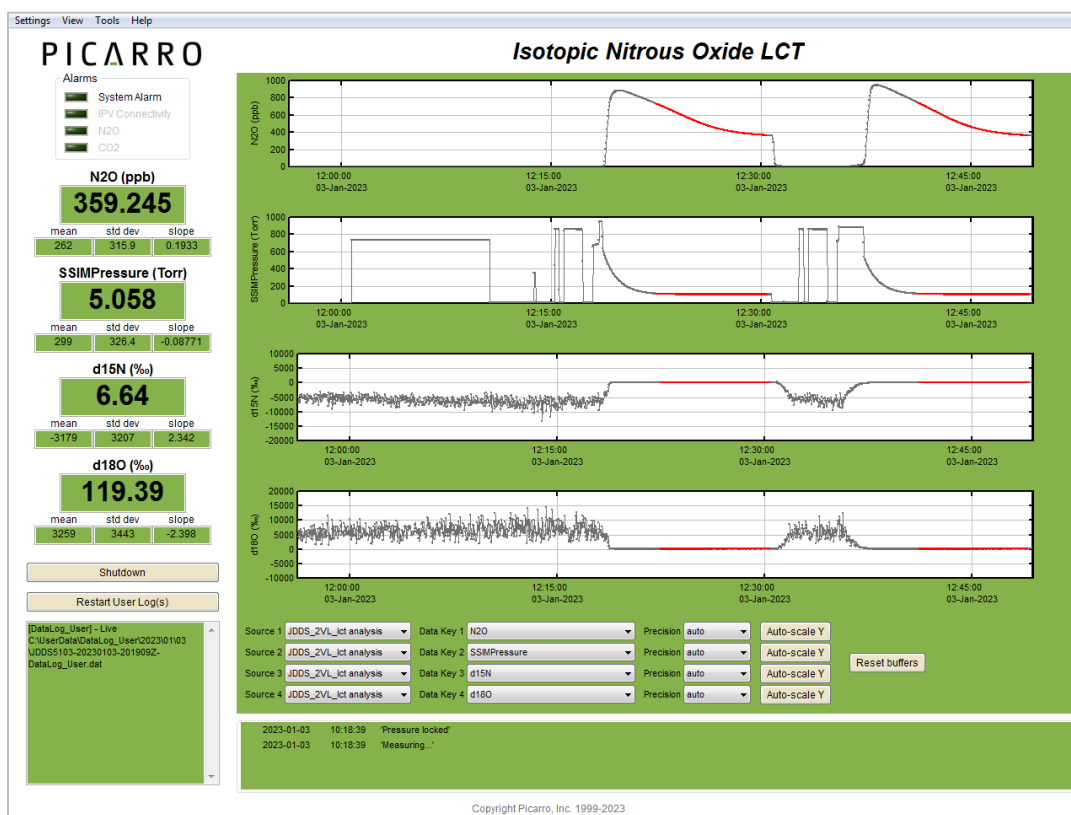 Settings View Tools Help
PICARRO
Isotopic Nitrous Oxide LCT
Alarms
System Alarm
IPV Connectivity
N2O
CO2
N2O (ppb)
359.245
mean std dev slope
262 315.9 0.1933
SSIMPressure (Torr)
5.058
mean std dev slope
299 326.4 -0.08771
d15N (‰)
6.64
mean std dev slope
-3179 3207 2.342
d18O (‰)
119.39
mean std dev slope
3259 3443 -2.398
Shutdown
Restart User Log(s)
[DataLog_User] - Live
C:\UserData\DataLog_User\2023\01\03
\JDDS5103-20230103-201909Z-
DataLog_User.dat
N2O (ppb)
1000
800
600
400
200
0
12:00:00 12:15:00 12:30:00 12:45:00
03-Jan-2023 03-Jan-2023 03-Jan-2023 03-Jan-2023
SSIMPressure (Torr)
1000
800
600
400
200
0
12:00:00 12:15:00 12:30:00 12:45:00
03-Jan-2023 03-Jan-2023 03-Jan-2023 03-Jan-2023
d15N (‰)
10000
5000
0
-5000
-10000
-15000
-20000
12:00:00 12:15:00 12:30:00 12:45:00
03-Jan-2023 03-Jan-2023 03-Jan-2023 03-Jan-2023
d18O (‰)
20000
15000
10000
5000
0
-5000
-10000
12:00:00 12:15:00 12:30:00 12:45:00
03-Jan-2023 03-Jan-2023 03-Jan-2023 03-Jan-2023
Source 1 JDDS_2VL_lct analysis Data Key 1 N2O Precision auto Auto-scale Y
Source 2 JDDS_2VL_lct analysis Data Key 2 SSIMPressure Precision auto Auto-scale Y
Source 3 JDDS_2VL_lct analysis Data Key 3 d15N Precision auto Auto-scale Y
Source 4 JDDS_2VL_lct analysis Data Key 4 d18O Precision auto Auto-scale Y
Reset buffers
2023-01-03 10:18:39 'Pressure locked'
2023-01-03 10:18:39 'Measuring...'
Copyright Picarro, Inc. 1999-2023